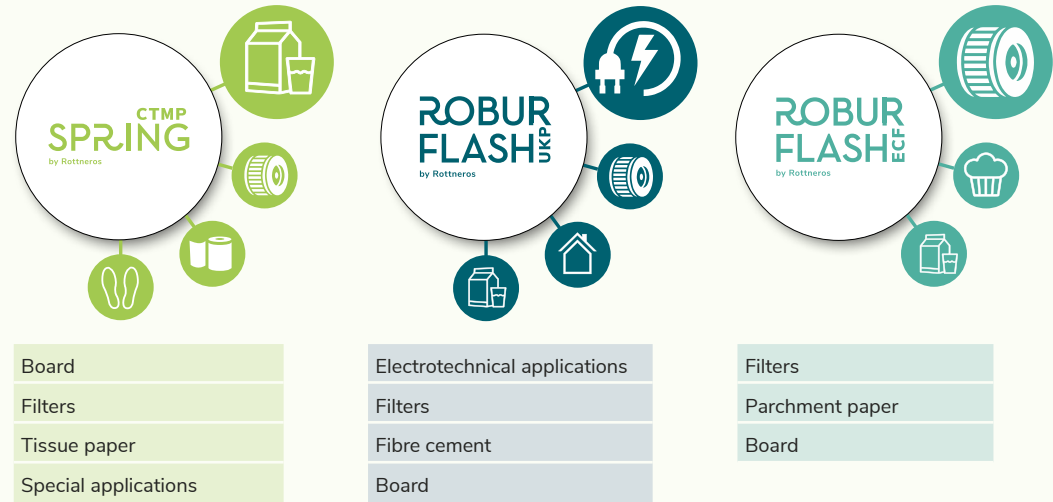 CTMP
SPRING
by Rottneros
ROBUR
FLASH UKP
by Rottneros
ROBUR
FLASH ECF
by Rottneros
Board
Filters
Tissue paper
Special applications
Electrotechnical applications
Filters
Fibre cement
Board
Filters
Parchment paper
Board